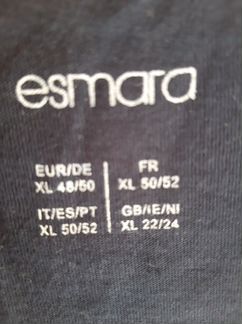 esmara
EUR/DE
XL 48/50
FR
XL 50/52
IT/ES/PT
XL 50/52
GB/IE/NI
XL 22/24